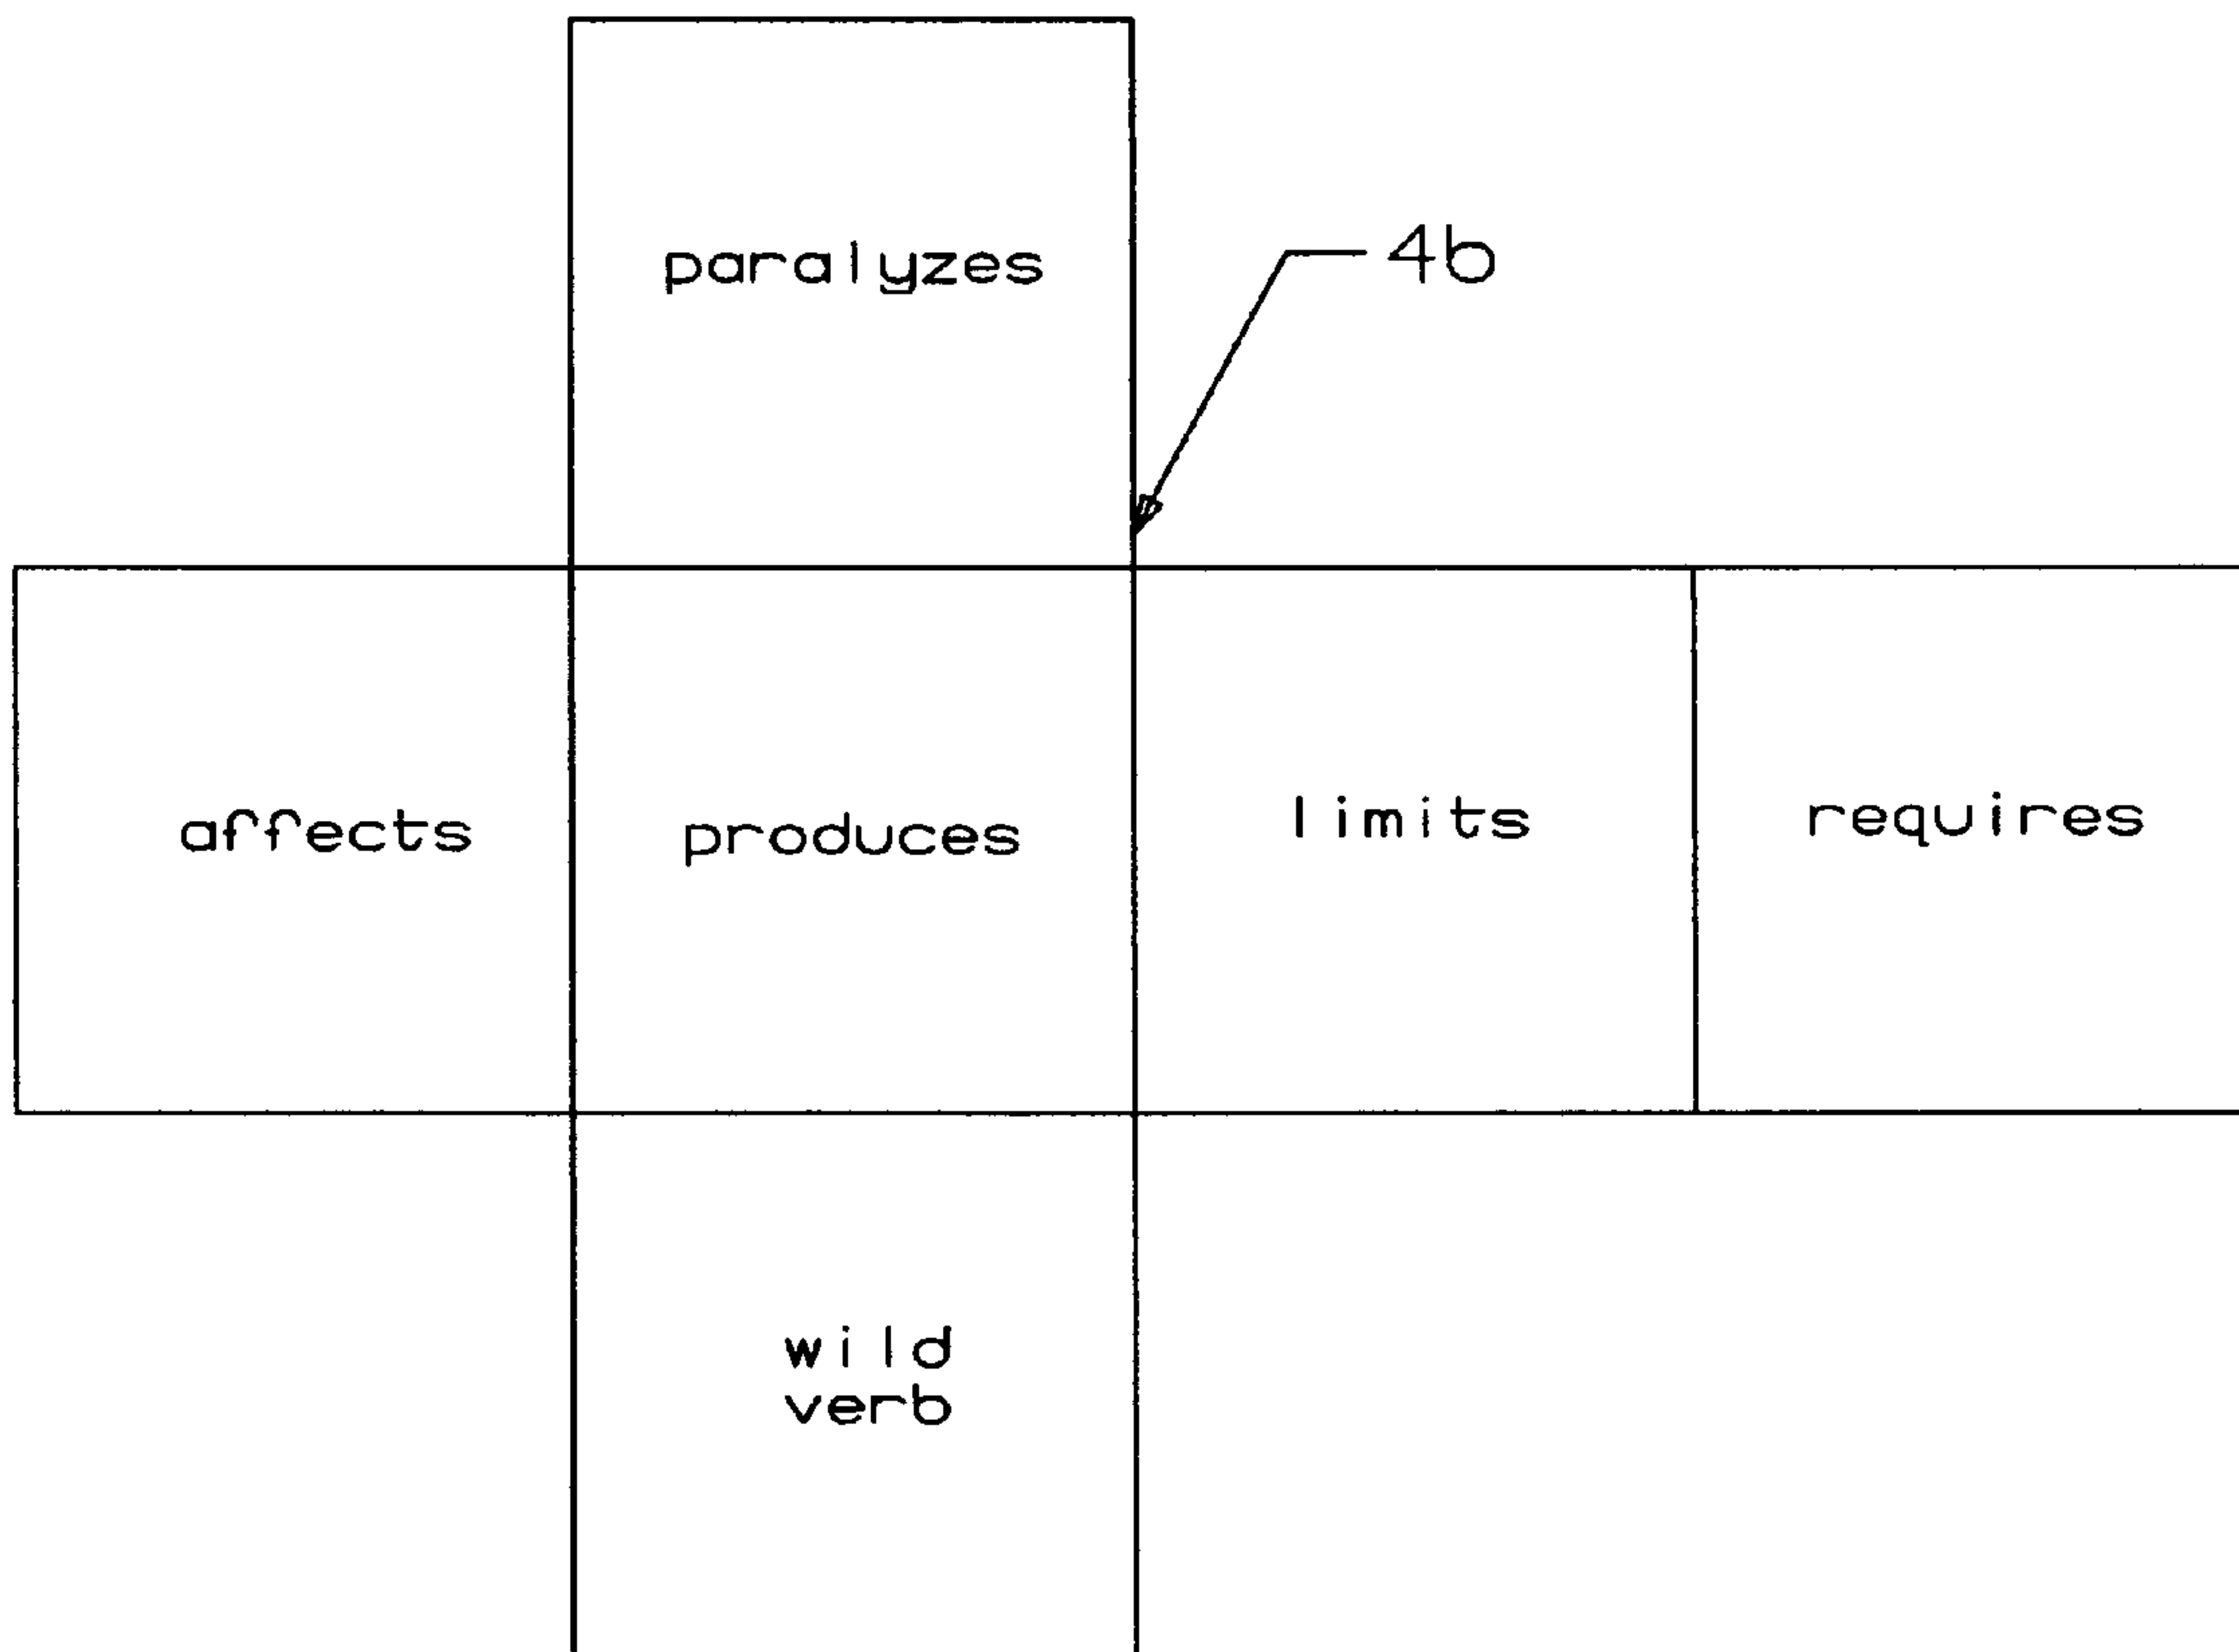 paralyzes
4b
affects
produces
limits
requires
wild
verb